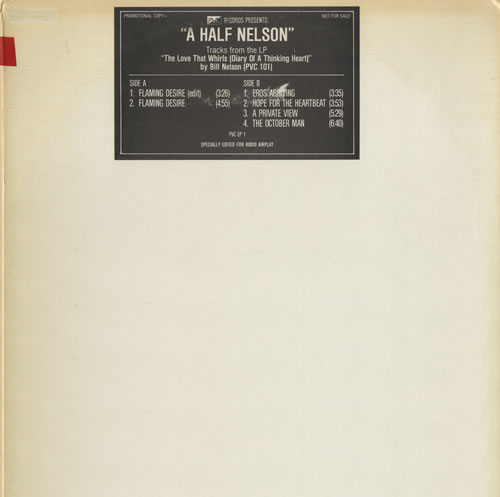 PROMOTIONAL COPY—
RECORDS PRESENTS:
NOT FOR SALE
"A HALF NELSON"
Tracks from the LP
"The Love That Whirls (Diary Of A Thinking Heart)"
by Bill Nelson (PVC 101)
SIDE A
1. FLAMING DESIRE (edit) (3:26)
2. FLAMING DESIRE (4:55)
SIDE B
1. EROS ARRIVING (3:35)
2. HOPE FOR THE HEARTBEAT (3:53)
3. A PRIVATE VIEW (5:29)
4. THE OCTOBER MAN (6:40)
PVC EP 1
SPECIALLY EDITED FOR RADIO AIRPLAY